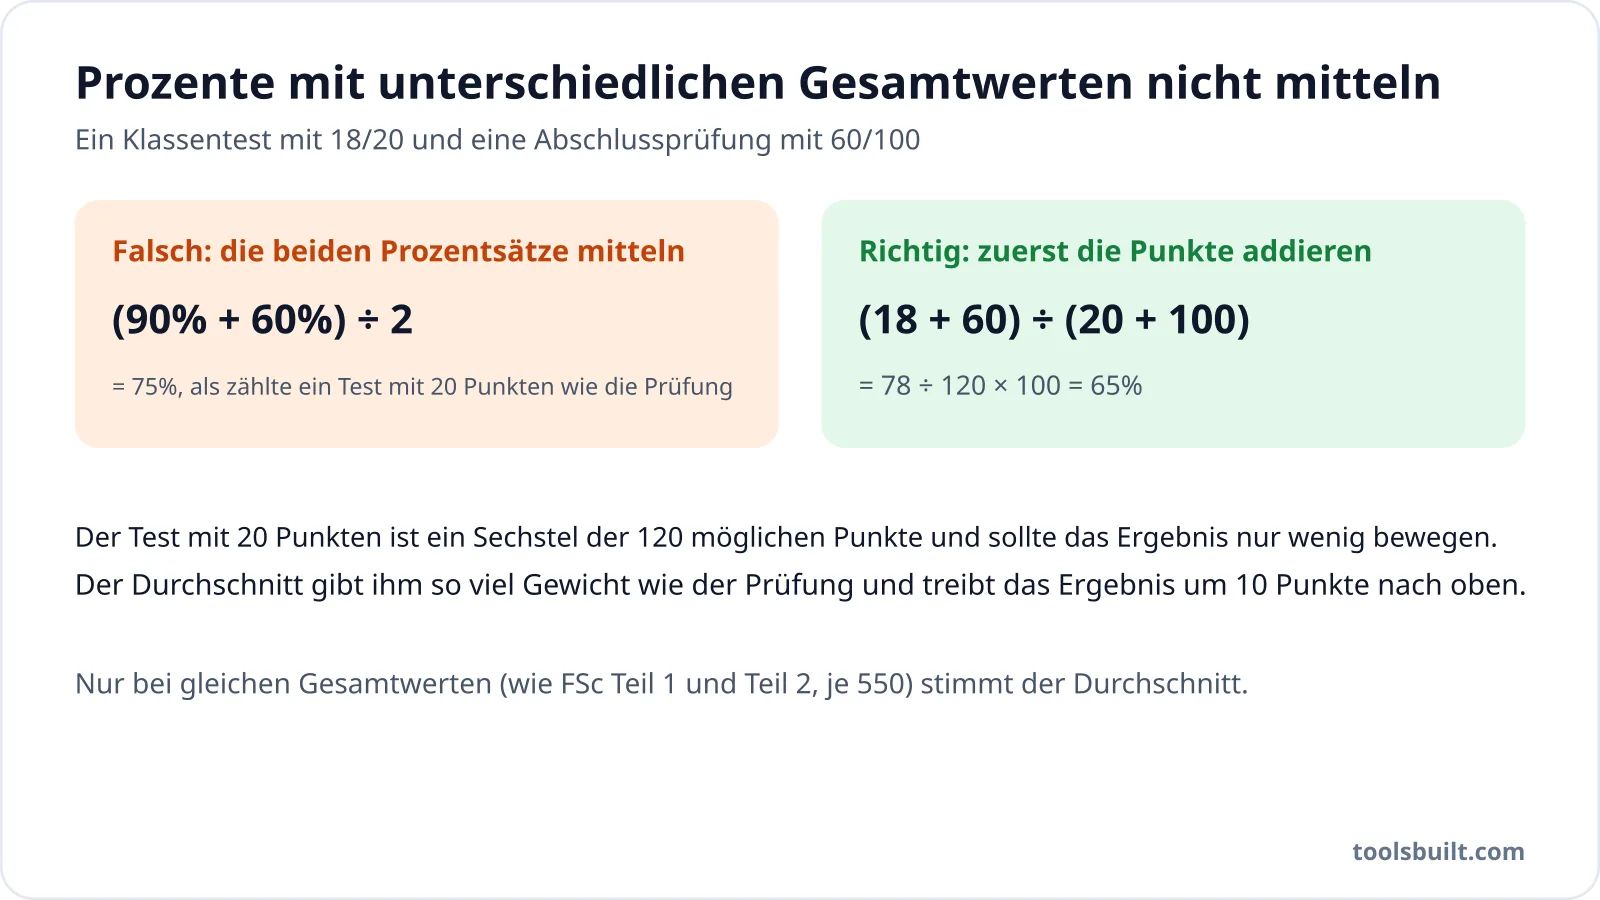 Prozente mit unterschiedlichen Gesamtwerten nicht mitteln
Ein Klassentest mit 18/20 und eine Abschlussprüfung mit 60/100
Falsch: die beiden Prozentsätze mitteln
(90% + 60%) ÷ 2
= 75%, als zählte ein Test mit 20 Punkten wie die Prüfung
Richtig: zuerst die Punkte addieren
(18 + 60) ÷ (20 + 100)
= 78 ÷ 120 × 100 = 65%
Der Test mit 20 Punkten ist ein Sechstel der 120 möglichen Punkte und sollte das Ergebnis nur wenig bewegen.
Der Durchschnitt gibt ihm so viel Gewicht wie der Prüfung und treibt das Ergebnis um 10 Punkte nach oben.
Nur bei gleichen Gesamtwerten (wie FSc Teil 1 und Teil 2, je 550) stimmt der Durchschnitt.
toolsbuilt.com